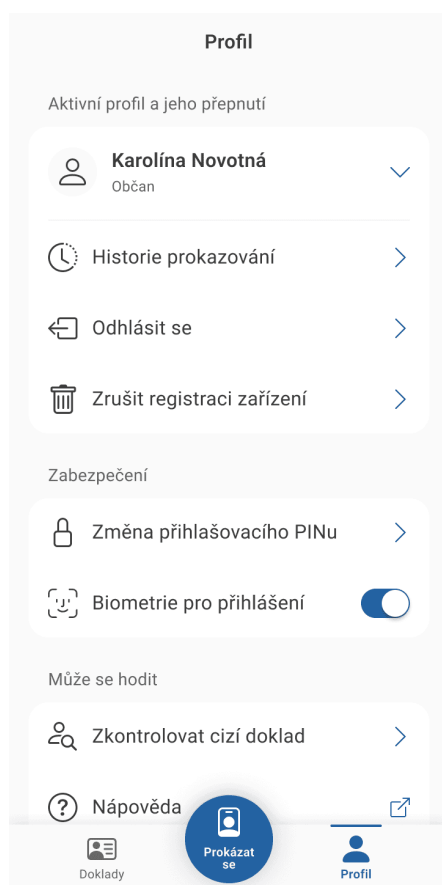 Profil
Aktivní profil a jeho přepnutí
Karolína Novotná
Občan
Historie prokazování
Odhlásit se
Zrušit registraci zařízení
Zabezpečení
Změna přihlašovacího PINu
Biometrie pro přihlášení
Může se hodit
Zkontrolovat cizí doklad
Nápověda
Doklady
Prokázat
se
Profil